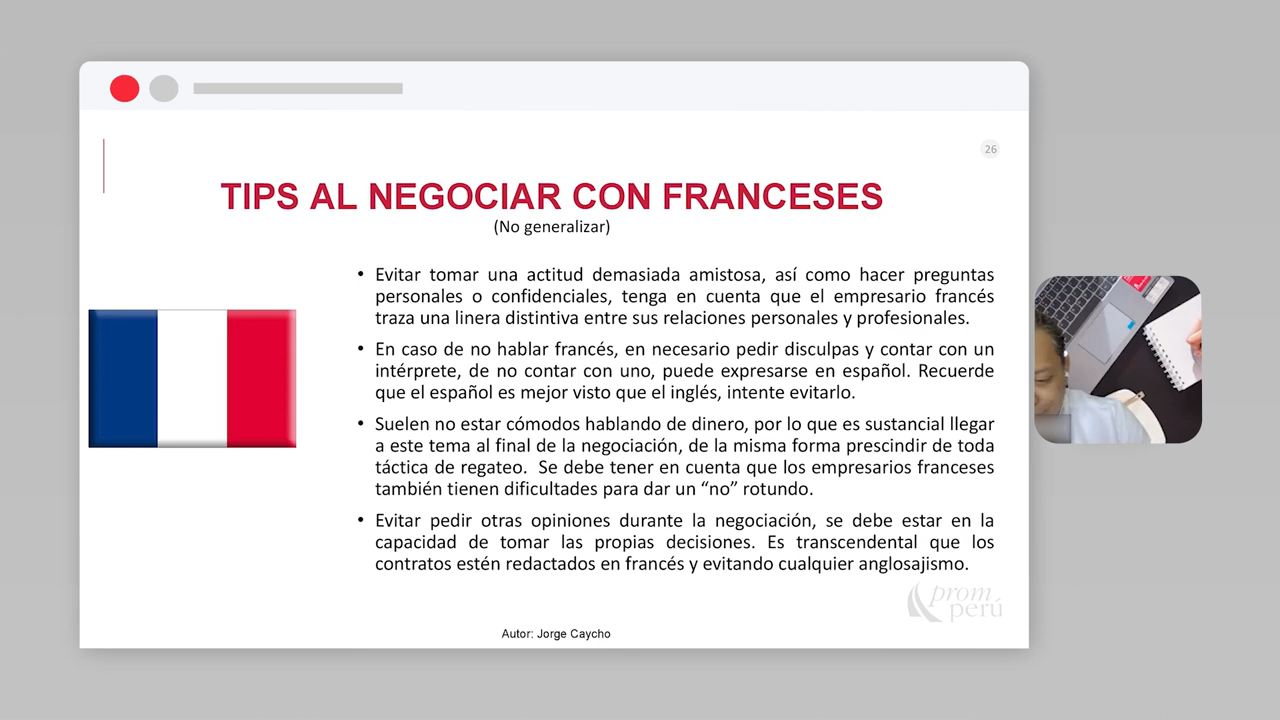 26
TIPS AL NEGOCIAR CON FRANCESES
(No generalizar)
• Evitar tomar una actitud demasiada amistosa, así como hacer preguntas
personales o confidenciales, tenga en cuenta que el empresario francés
traza una linera distintiva entre sus relaciones personales y profesionales.
• En caso de no hablar francés, en necesario pedir disculpas y contar con un
intérprete, de no contar con uno, puede expresarse en español. Recuerde
que el español es mejor visto que el inglés, intente evitarlo.
• Suelen no estar cómodos hablando de dinero, por lo que es sustancial llegar
a este tema al final de la negociación, de la misma forma prescindir de toda
táctica de regateo. Se debe tener en cuenta que los empresarios franceses
también tienen dificultades para dar un “no” rotundo.
• Evitar pedir otras opiniones durante la negociación, se debe estar en la
capacidad de tomar las propias decisiones. Es transcendental que los
contratos estén redactados en francés y evitando cualquier anglosajismo.
prom
perú
Autor: Jorge Caycho